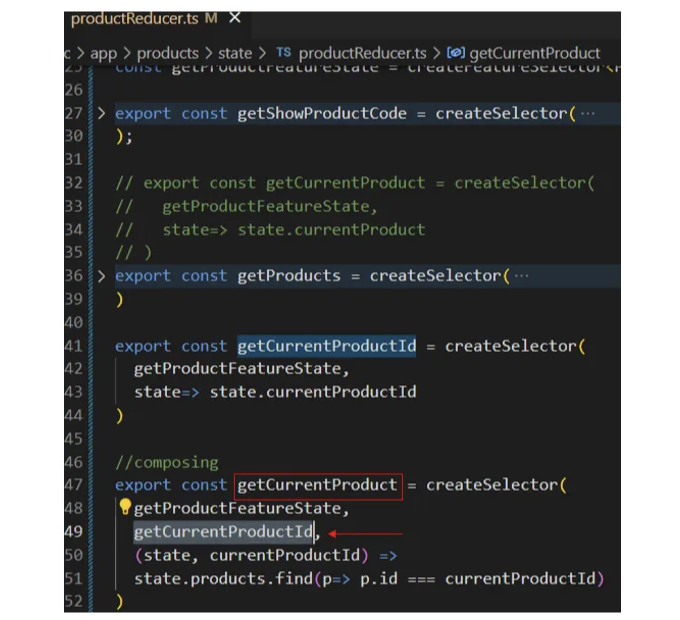 productReducer.ts M ×
c > app > products > state > TS productReducer.ts > getCurrentProduct
25 const getProductFeatureState = createFeatureSelector<
26
27 > export const getShowProductCode = createSelector( ···
30 );
31
32 // export const getCurrentProduct = createSelector(
33 //   getProductFeatureState,
34 //   state=> state.currentProduct
35 // )
36 > export const getProducts = createSelector( ···
39 )
40
41 export const getCurrentProductId = createSelector(
42   getProductFeatureState,
43   state=> state.currentProductId
44 )
45
46 //composing
47 export const getCurrentProduct = createSelector(
48   getProductFeatureState,
49   getCurrentProductId,
50   (state, currentProductId) =>
51   state.products.find(p=> p.id === currentProductId)
52 )